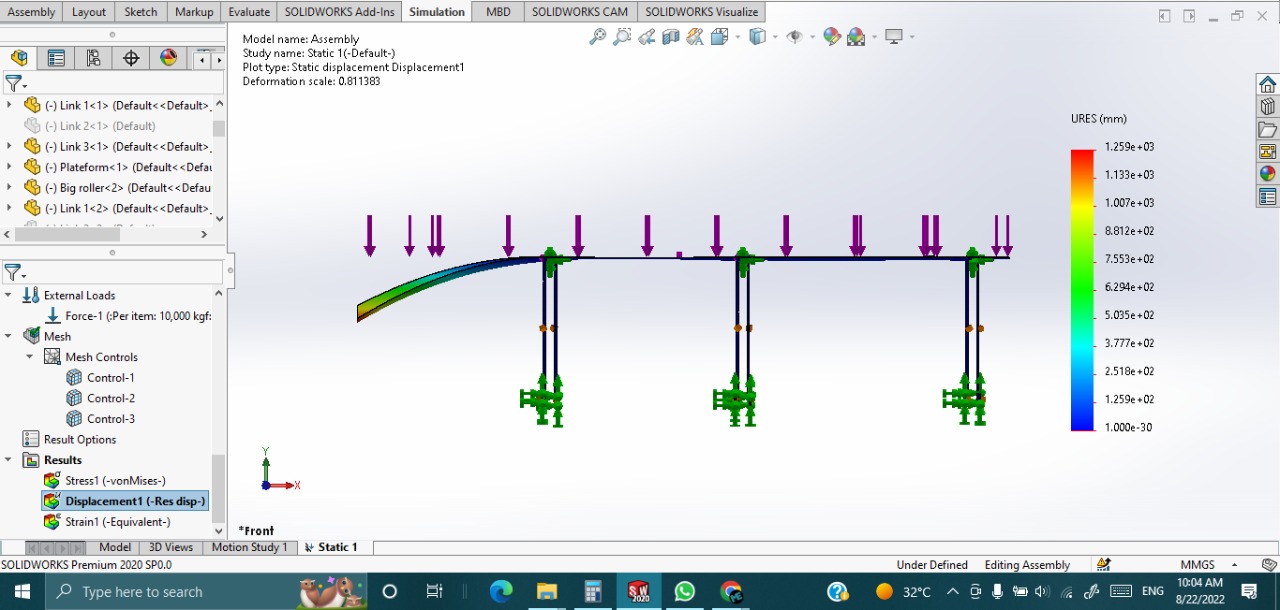 Assembly Layout Sketch Markup Evaluate SOLIDWORKS Add-Ins Simulation MBD SOLIDWORKS CAM SOLIDWORKS Visualize
Model name: Assembly
Study name: Static 1(-Default-)
Plot type: Static displacement Displacement1
Deformation scale: 0.811383
(-) Link 1<1> (Default<<Default>
(-) Link 2<1> (Default)
(-) Link 3<1> (Default<<Default>
(-) Plateform<1> (Default<<Defau
(-) Big roller<2> (Default<<Defau
(-) Link 1<2> (Default<<Default>
External Loads
Force-1 (:Per item: 10,000 kgf:
Mesh
Mesh Controls
Control-1
Control-2
Control-3
Result Options
Results
Stress1 (-vonMises-)
Displacement1 (-Res disp-)
Strain1 (-Equivalent-)
URES (mm)
1.259e+03
1.133e+03
1.007e+03
8.812e+02
7.553e+02
6.294e+02
5.035e+02
3.777e+02
2.518e+02
1.259e+02
1.000e-30
Y
X
*Front
Model 3D Views Motion Study 1 Static 1
SOLIDWORKS Premium 2020 SP0.0
Under Defined Editing Assembly MMGS
Type here to search
SW
2020
32°C
ENG
10:04 AM
8/22/2022